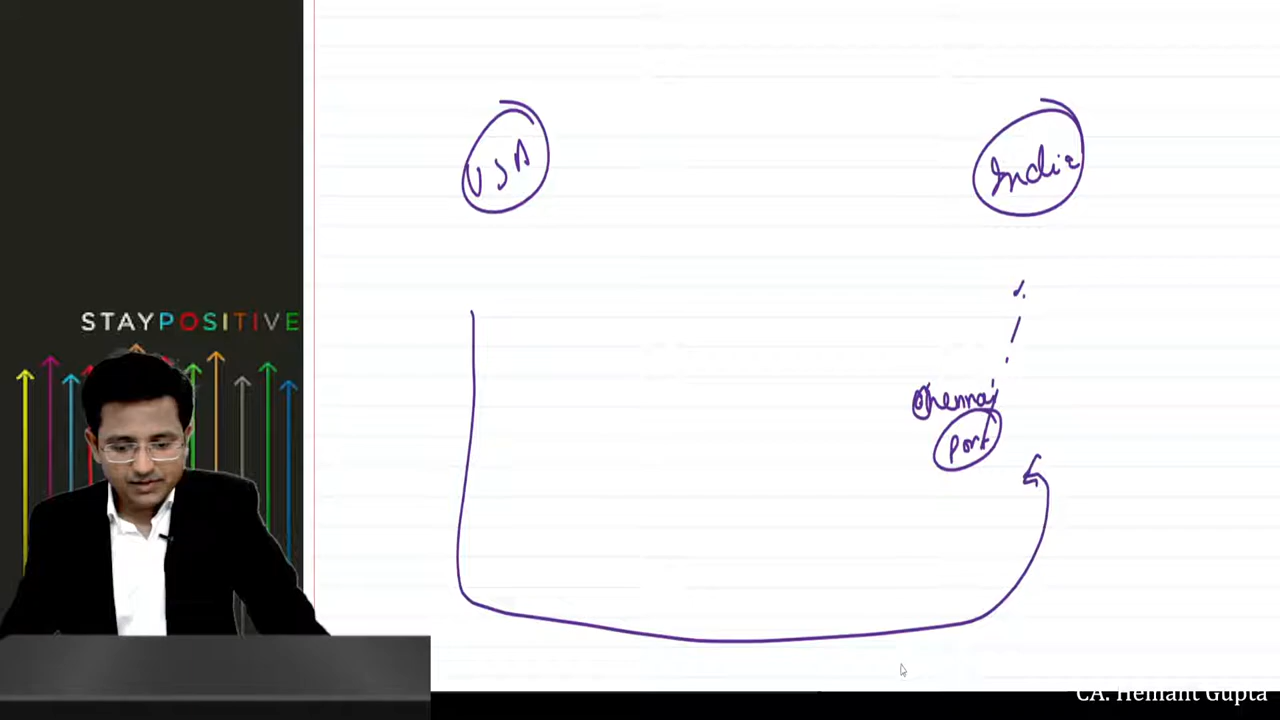 USA
India
STAYPOSITIVE
Chennai
Port
CA. Hemant Gupta